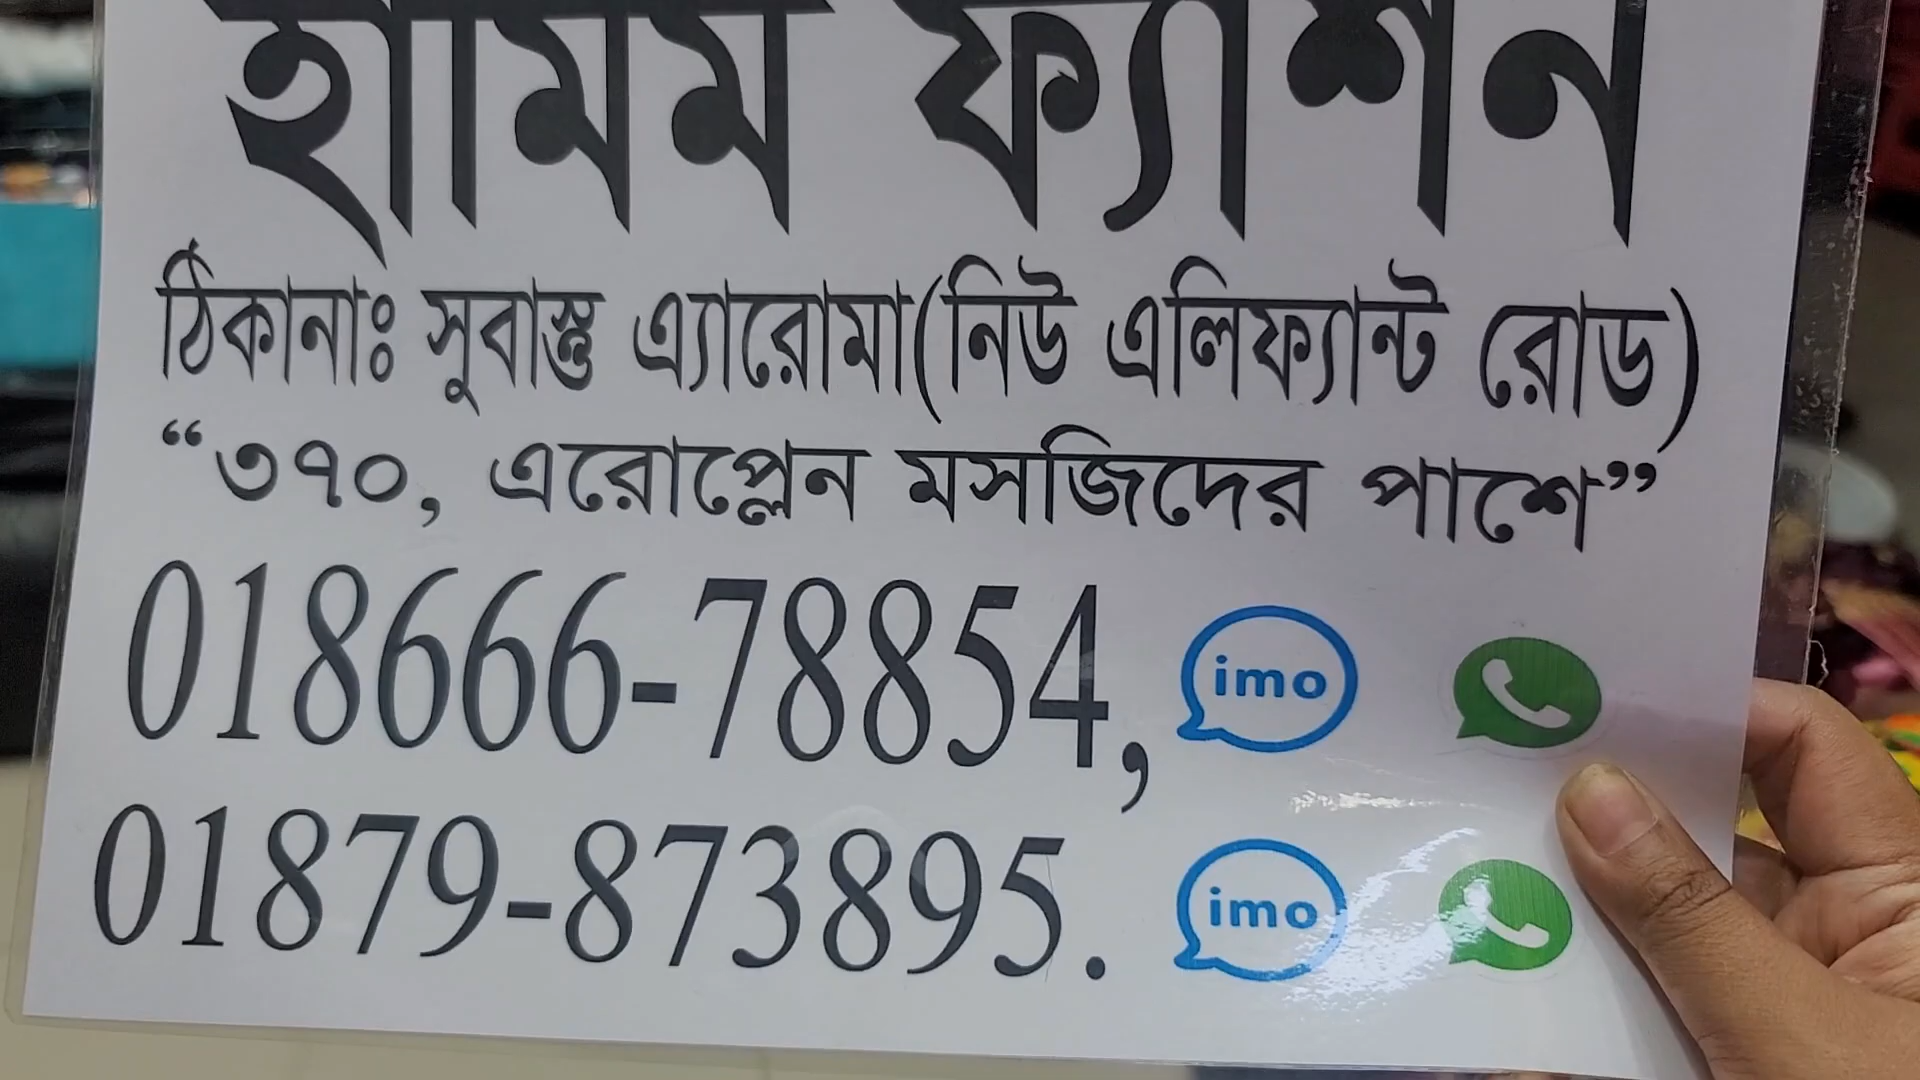 হামিম ফ্যাশন
ঠিকানাঃ সুবাস্তু এ্যারোমা(নিউ এলিফ্যান্ট রোড)
“৩৭০, এরোপ্লেন মসজিদের পাশে”
018666-78854, imo
01879-873895. imo